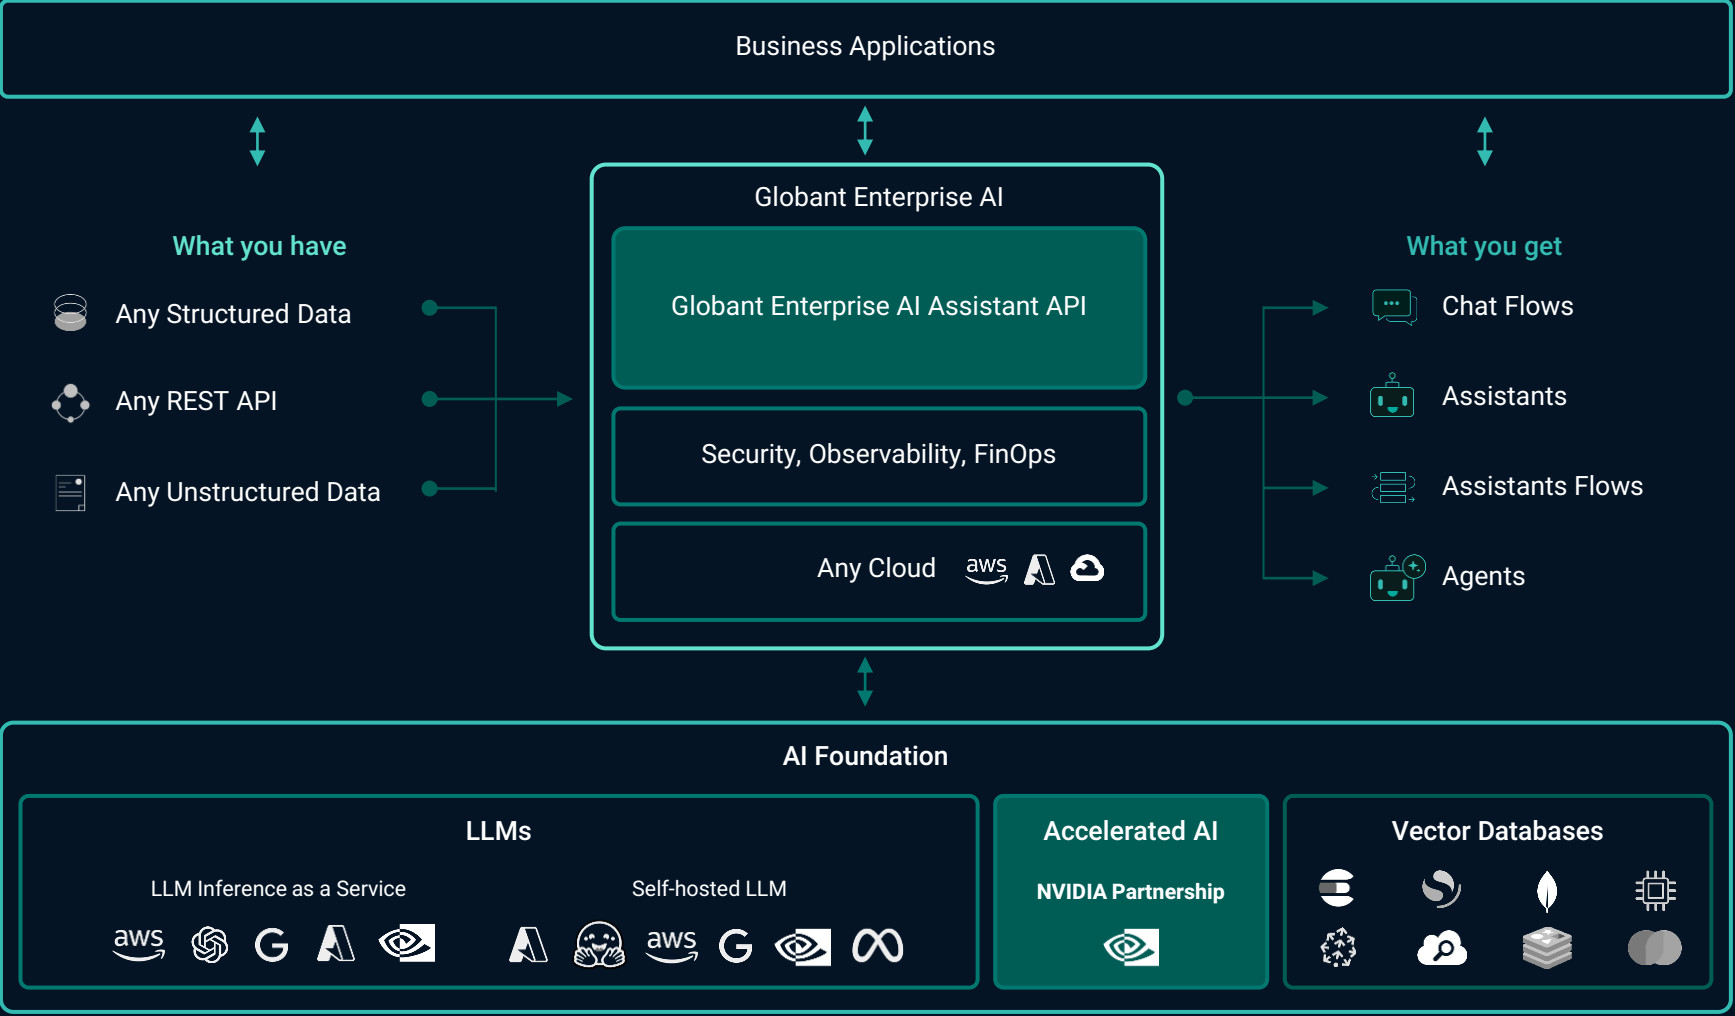 Business Applications
Globant Enterprise AI
What you have
Any Structured Data
Any REST API
Any Unstructured Data
Globant Enterprise AI Assistant API
Security, Observability, FinOps
Any Cloud
aws
What you get
Chat Flows
Assistants
Assistants Flows
Agents
AI Foundation
LLMs
LLM Inference as a Service
aws
G
Self-hosted LLM
aws
G
Accelerated AI
NVIDIA Partnership
Vector Databases